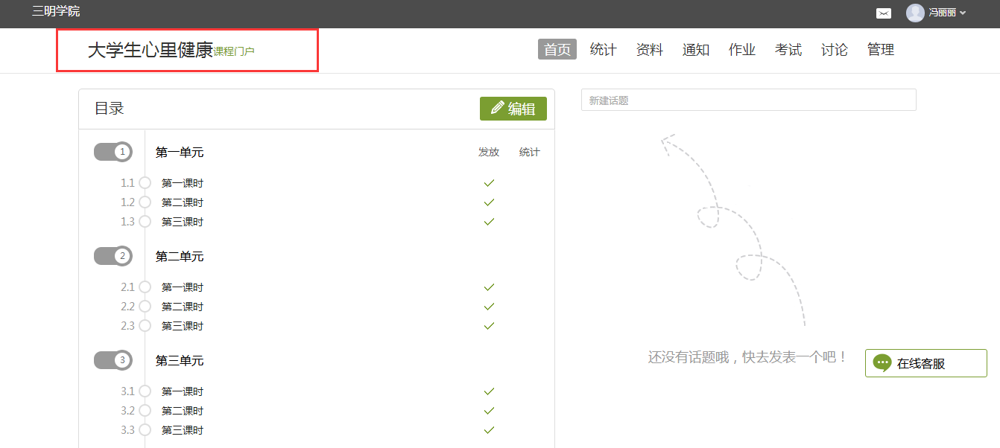 三明学院
冯丽丽
大学生心里健康课程门户
首页 统计 资料 通知 作业 考试 讨论 管理
目录
编辑
新建话题
1 第一单元 发放 统计
1.1 第一课时
1.2 第二课时
1.3 第三课时
2 第二单元
2.1 第一课时
2.2 第二课时
2.3 第三课时
3 第三单元
3.1 第一课时
3.2 第二课时
3.3 第三课时
还没有话题哦，快去发表一个吧！
在线客服